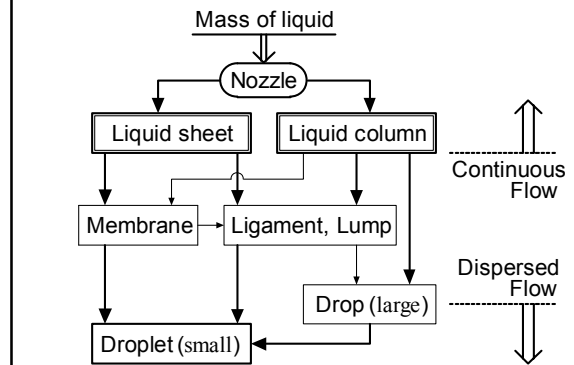 Mass of liquid
Nozzle
Liquid sheet
Liquid column
Continuous
Flow
Membrane
Ligament, Lump
Dispersed
Flow
Drop (large)
Droplet (small)